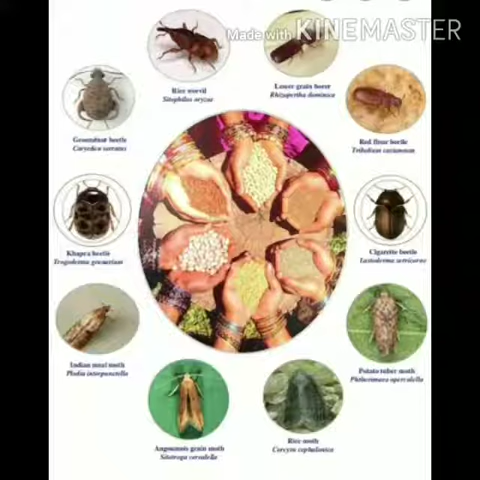 Made with KINEMASTER
Rice weevil
Sitophilus oryzae
Lesser grain borer
Rhizopertha dominica
Groundnut beetle
Caryedon serratus
Red flour beetle
Tribolium castaneum
Khapra beetle
Trogoderma granarium
Cigarette beetle
Lasioderma serricorne
Indian meal moth
Plodia interpunctella
Potato tuber moth
Phthorimaea operculella
Angoumois grain moth
Sitotroga cerealella
Rice moth
Corcyra cephalonica